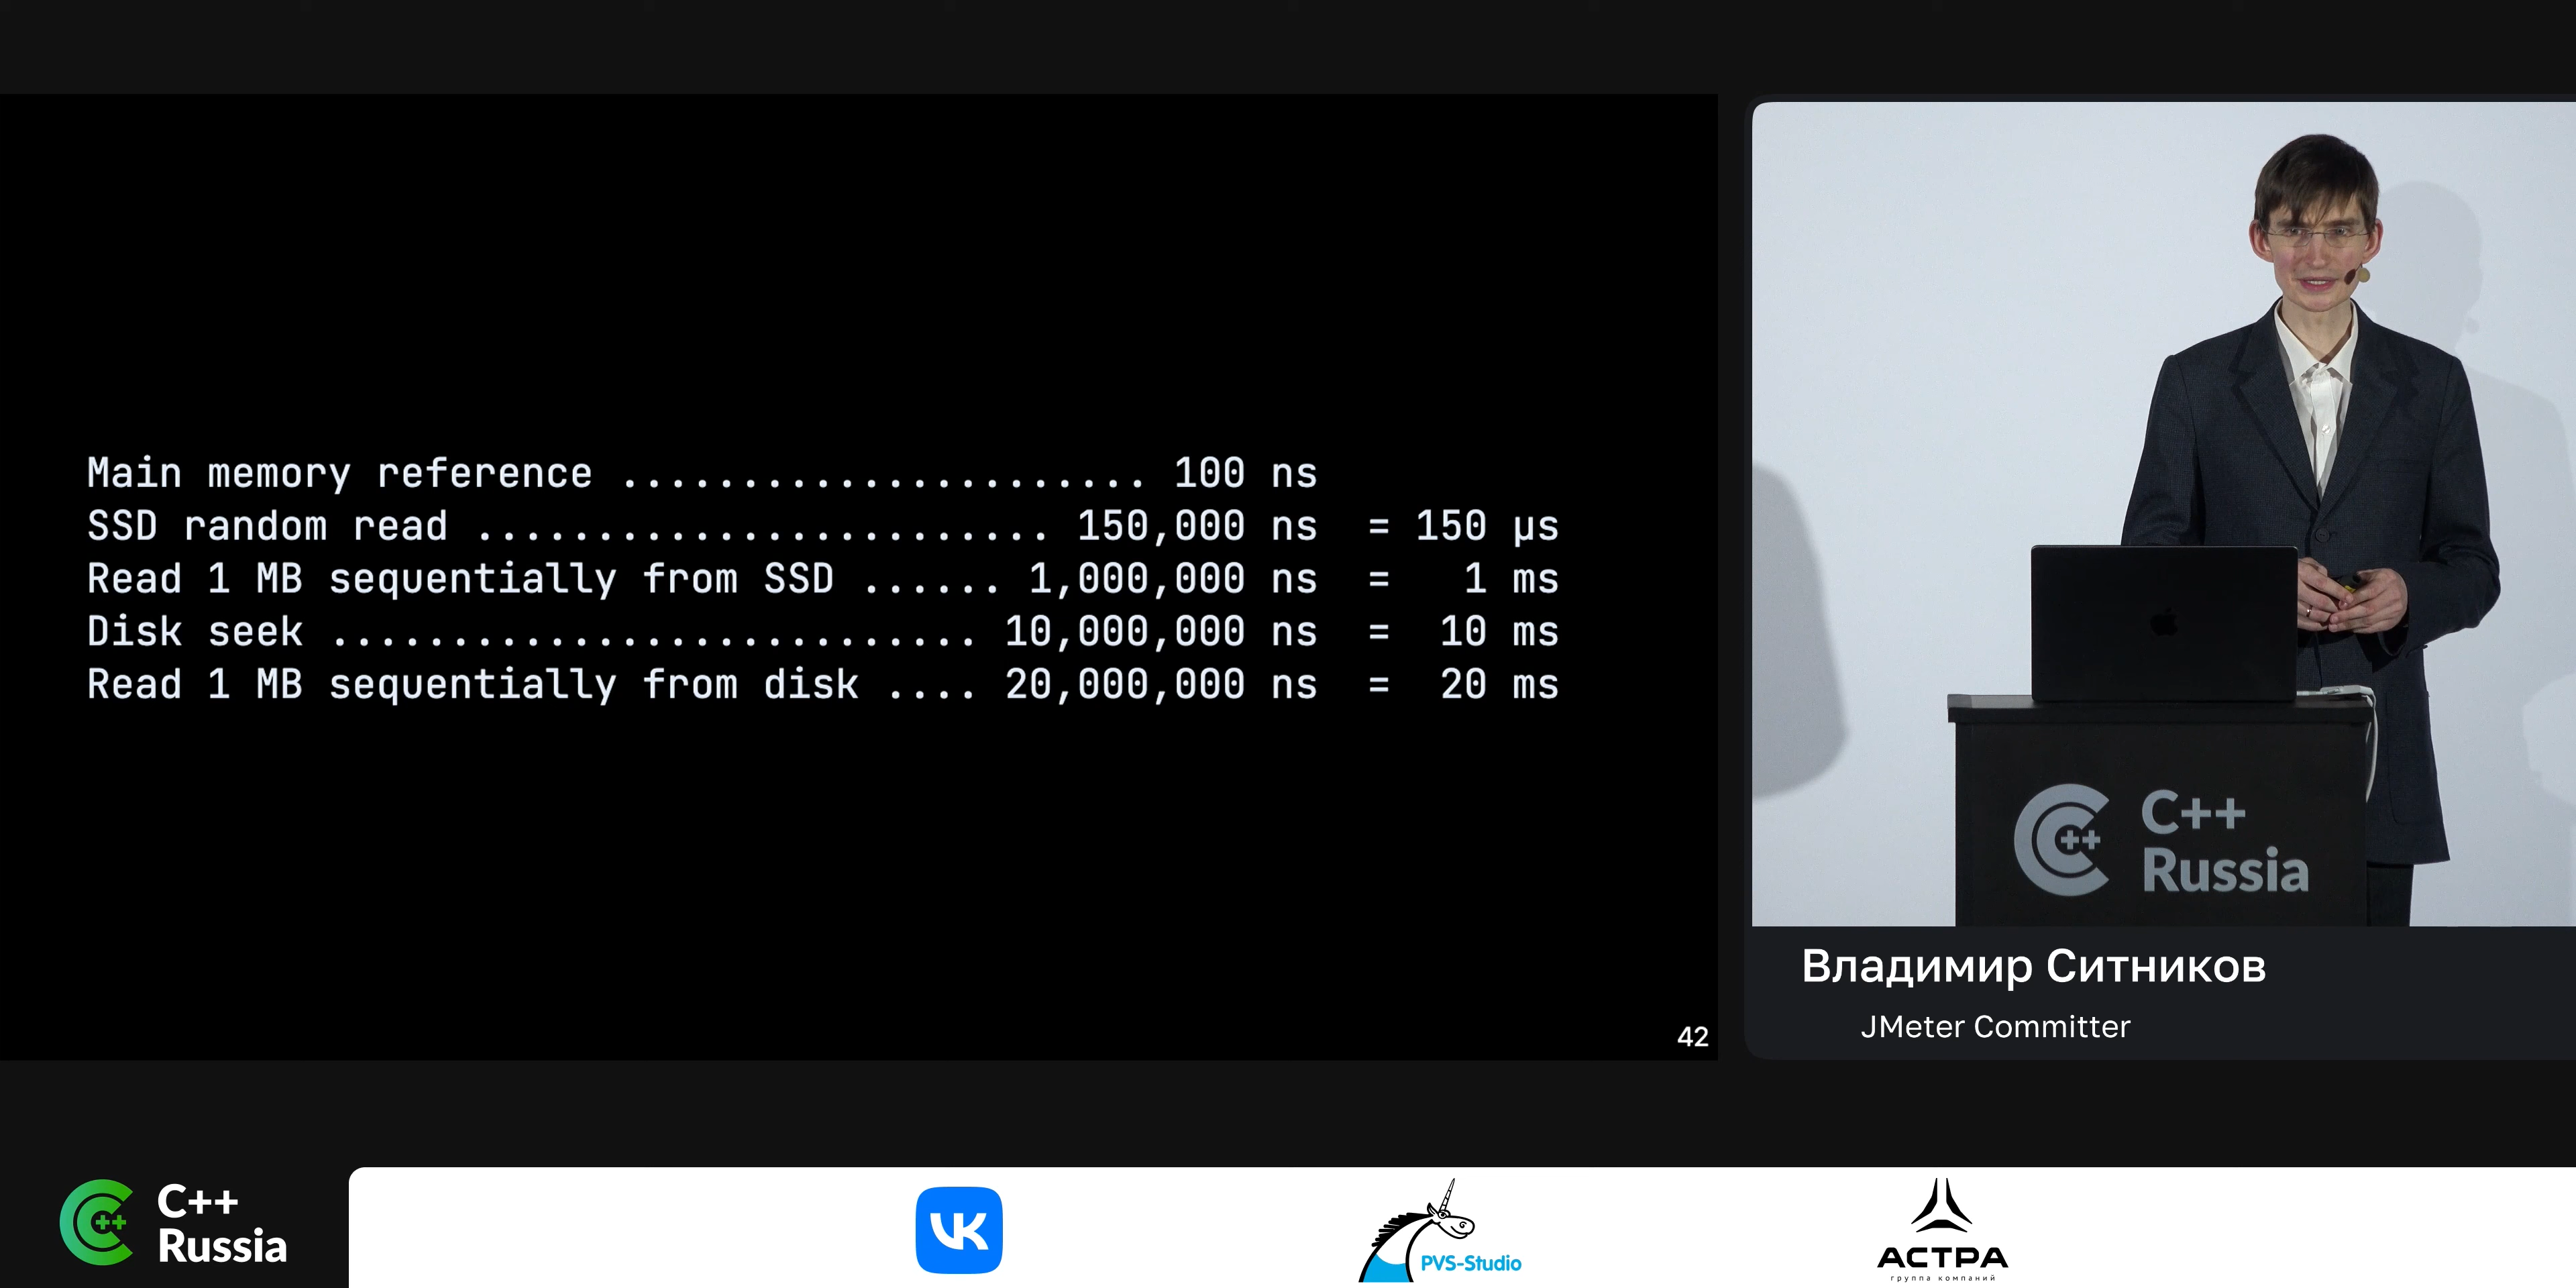 Main memory reference ...................... 100 ns
SSD random read ........................ 150,000 ns = 150 µs
Read 1 MB sequentially from SSD ...... 1,000,000 ns = 1 ms
Disk seek ........................... 10,000,000 ns = 10 ms
Read 1 MB sequentially from disk .... 20,000,000 ns = 20 ms
42
C++
C++
Russia
Владимир Ситников
JMeter Committer
C++
C++
Russia
VK
PVS-Studio
АСТРА
группа компаний